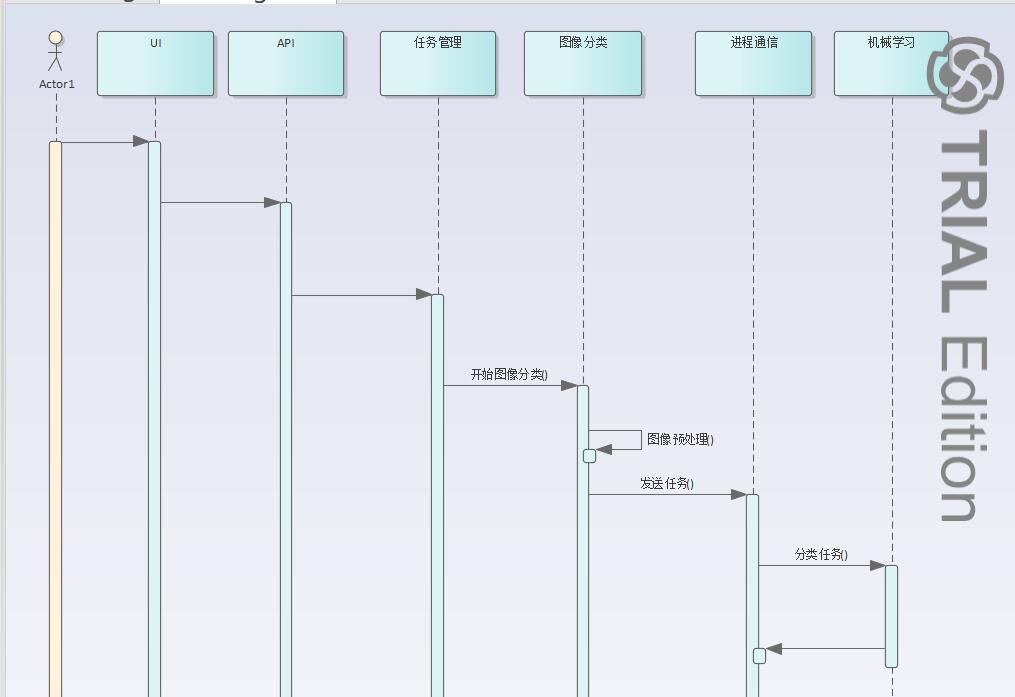 Actor1
UI
API
任务管理
图像分类
进程通信
机械学习
开始图像分类()
图像预处理()
发送任务()
分类任务()
TRIAL Edition